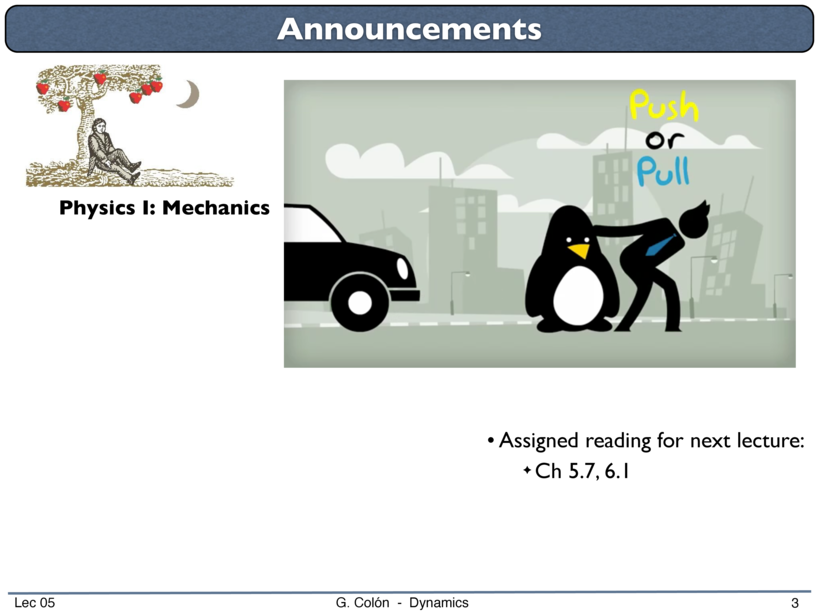 Announcements
Physics I: Mechanics
Push
or
Pull
• Assigned reading for next lecture:
✦ Ch 5.7, 6.1
Lec 05
G. Colón - Dynamics
3